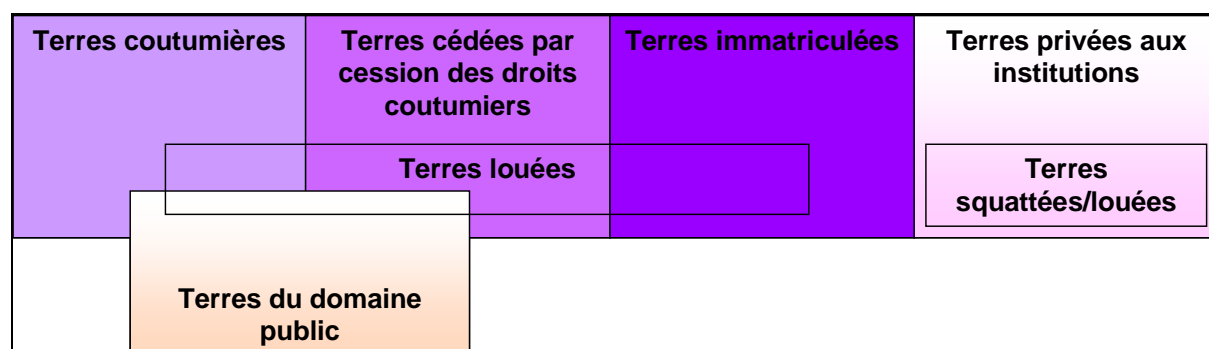 Terres coutumières
Terres cédées par
cession des droits
coutumiers
Terres immatriculées
Terres privées aux
institutions
Terres louées
Terres
squattées/louées
Terres du domaine
public